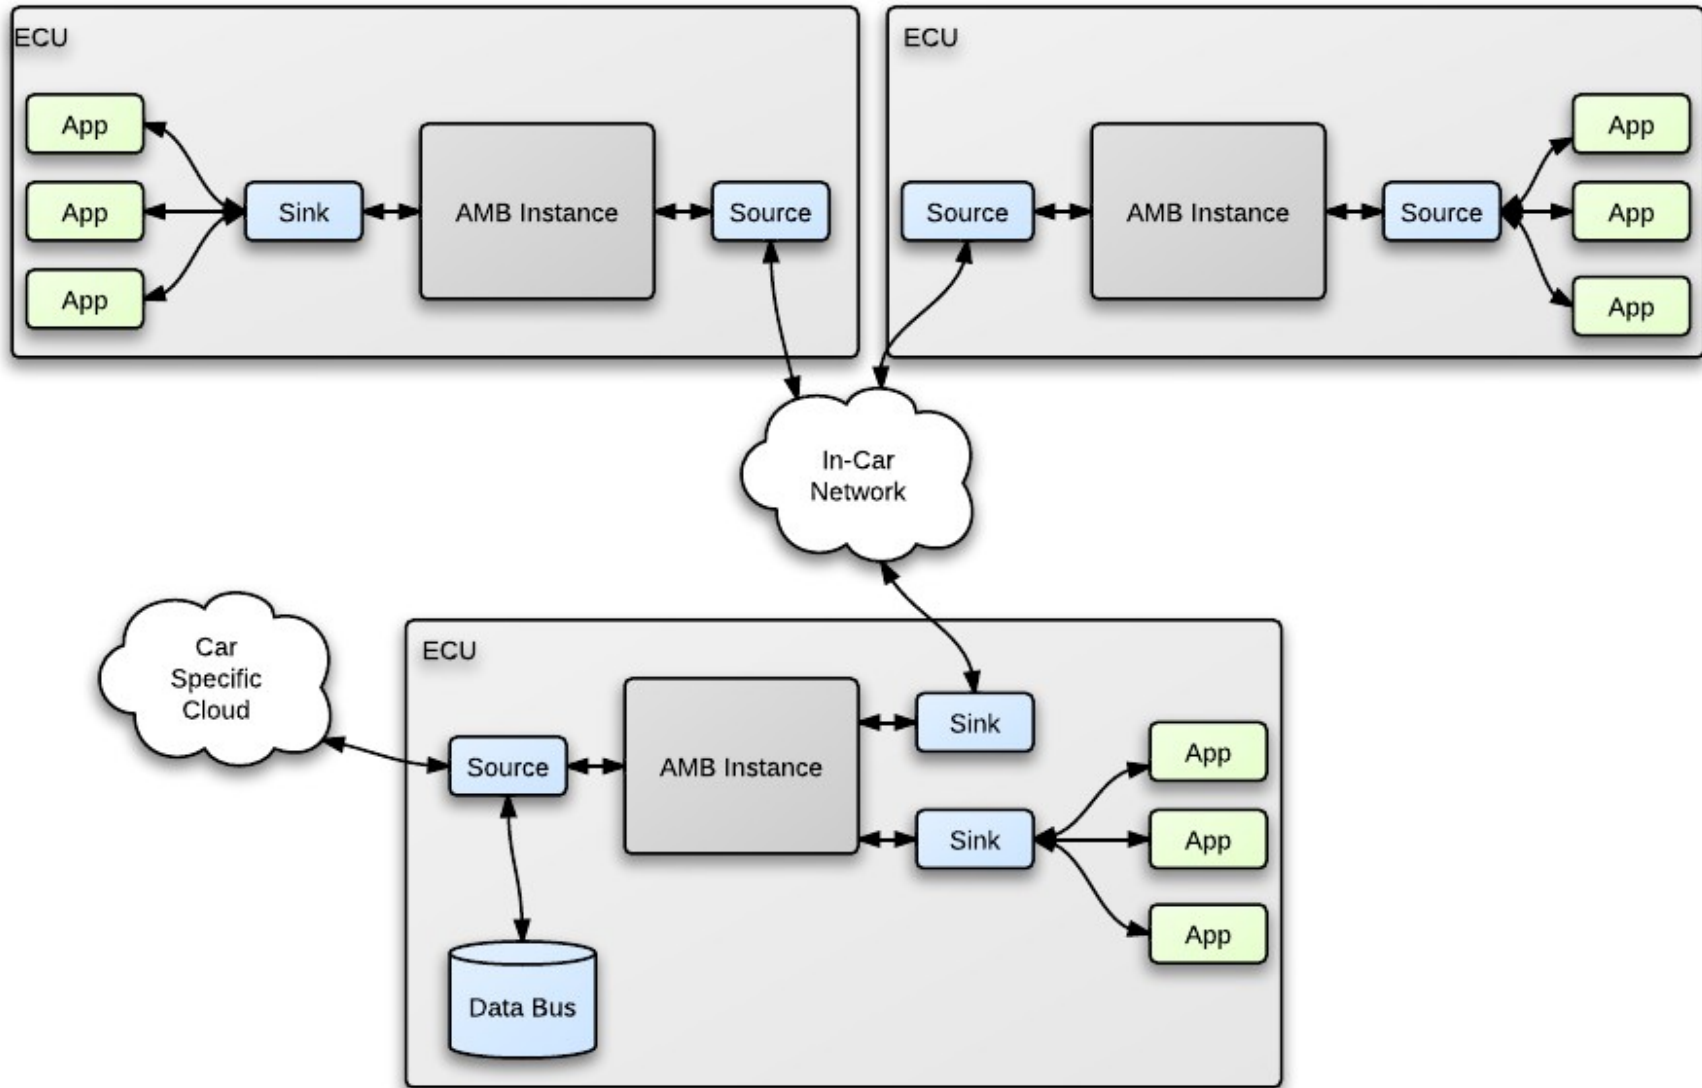 ECU
App
App
App
Sink
AMB Instance
Source
ECU
Source
AMB Instance
Source
App
App
App
In-Car
Network
Car
Specific
Cloud
ECU
Source
AMB Instance
Sink
Sink
App
App
App
Data Bus